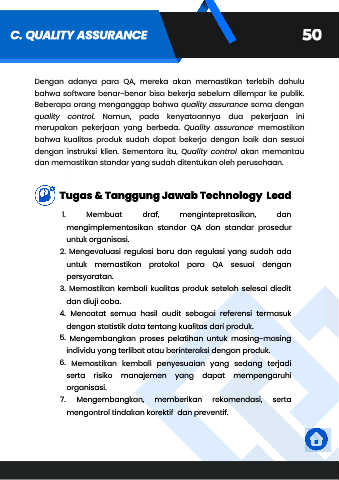 C. QUALITY ASSURANCE
50
Dengan adanya para QA, mereka akan memastikan terlebih dahulu
bahwa software benar-benar bisa bekerja sebelum dilempar ke publik.
Beberapa orang menganggap bahwa quality assurance sama dengan
quality control. Namun, pada kenyataannya dua pekerjaan ini
merupakan pekerjaan yang berbeda. Quality assurance memastikan
bahwa kualitas produk sudah dapat bekerja dengan baik dan sesuai
dengan instruksi klien. Sementara itu, Quality control akan memantau
dan memastikan standar yang sudah ditentukan oleh perusahaan.
Tugas & Tanggung Jawab Technology Lead
1. Membuat draf, mengintepretasikan, dan
mengimplementasikan standar QA dan standar prosedur
untuk organisasi.
2. Mengevaluasi regulasi baru dan regulasi yang sudah ada
untuk memastikan protokol para QA sesuai dengan
persyaratan.
3. Memastikan kembali kualitas produk setelah selesai diedit
dan diuji coba.
4. Mencatat semua hasil audit sebagai referensi termasuk
dengan statistik data tentang kualitas dari produk.
5. Mengembangkan proses pelatihan untuk masing-masing
individu yang terlibat atau berinteraksi dengan produk.
6. Memastikan kembali penyesuaian yang sedang terjadi
serta risiko manajemen yang dapat mempengaruhi
organisasi.
7. Mengembangkan, memberikan rekomendasi, serta
mengontrol tindakan korektif dan preventif.